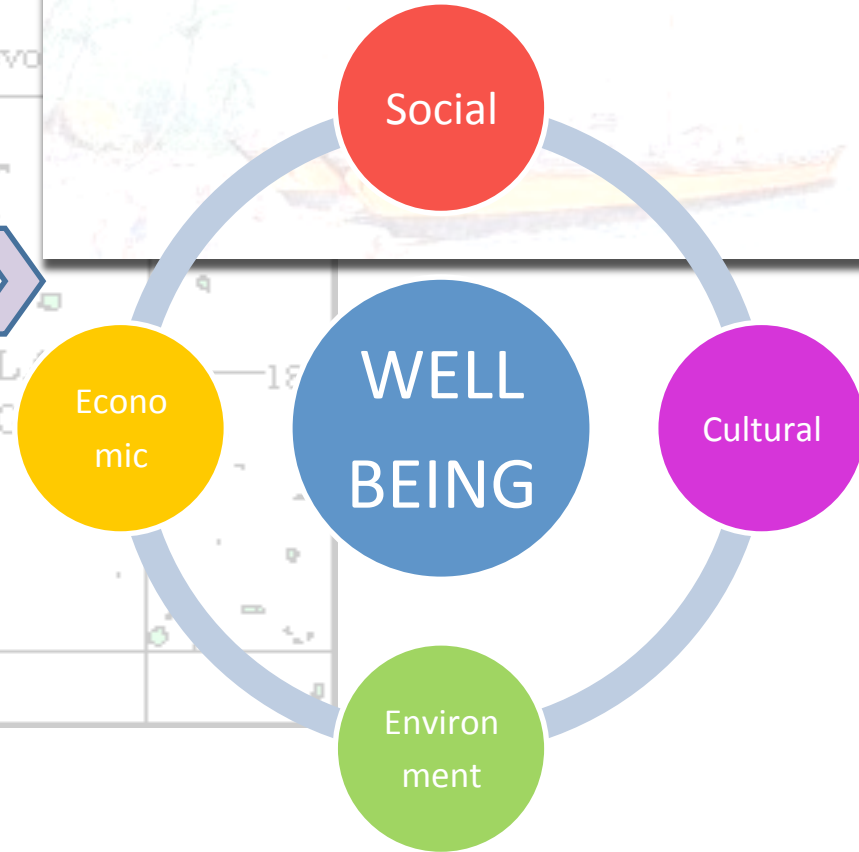 Social
WELL
BEING
Econo
mic
Cultural
Environ
ment